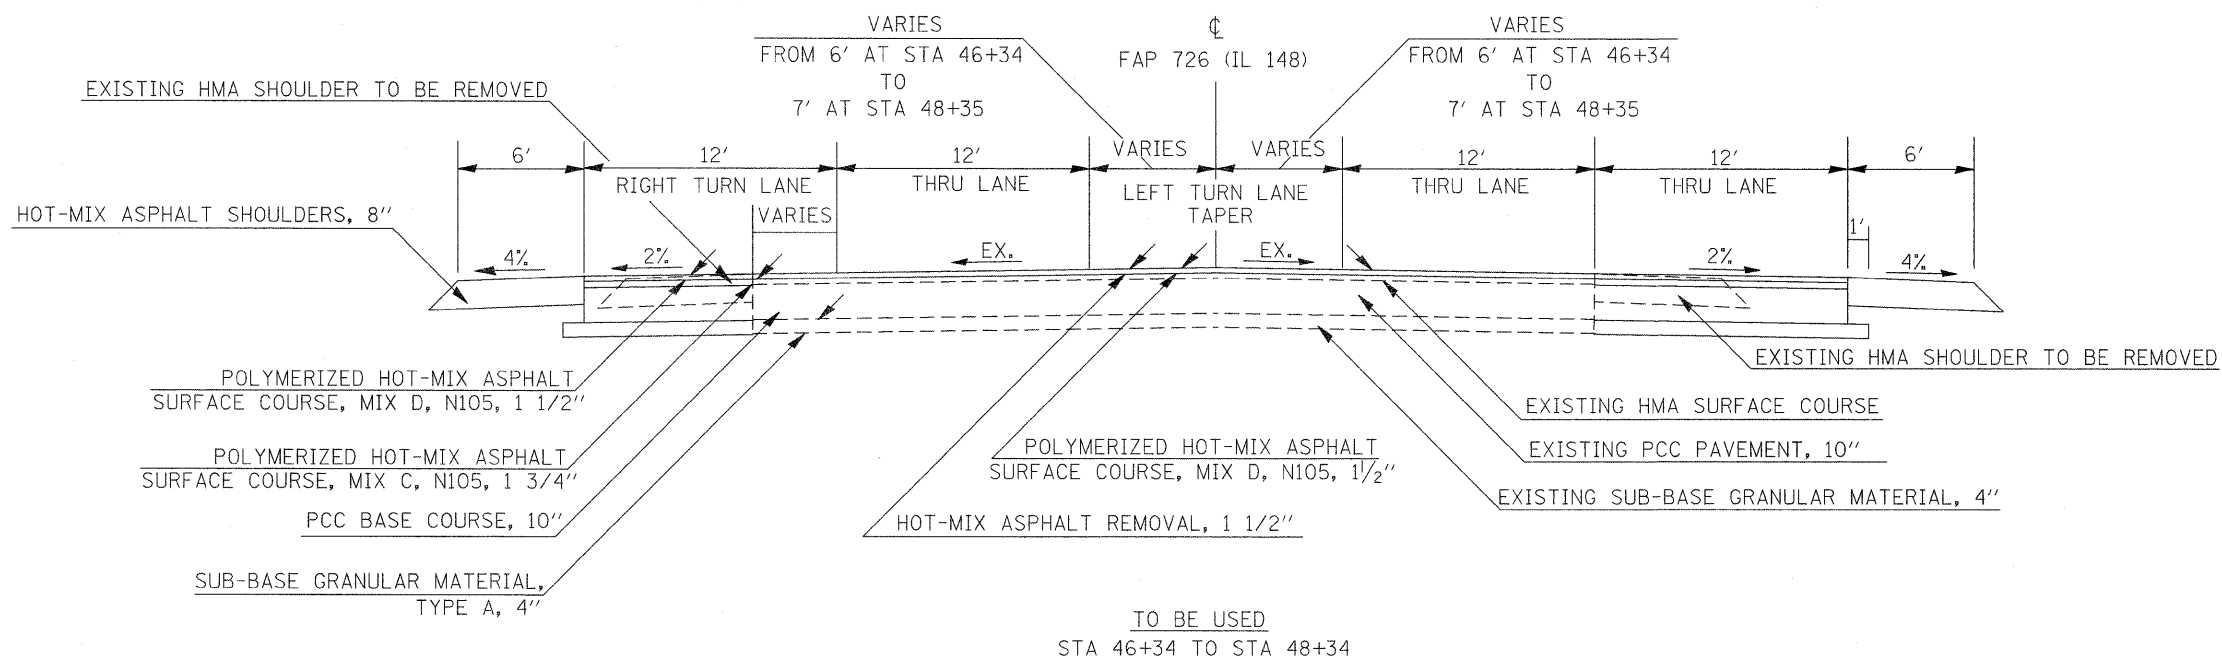 VARIES
FROM 6' AT STA 46+34
TO
7' AT STA 48+35
℄
FAP 726 (IL 148)
VARIES
FROM 6' AT STA 46+34
TO
7' AT STA 48+35
EXISTING HMA SHOULDER TO BE REMOVED
6'
12'
12'
VARIES
VARIES
12'
12'
6'
RIGHT TURN LANE
THRU LANE
LEFT TURN LANE
TAPER
THRU LANE
THRU LANE
HOT-MIX ASPHALT SHOULDERS, 8"
VARIES
1'
4%
2%
EX.
EX.
2%
4%
EXISTING HMA SHOULDER TO BE REMOVED
POLYMERIZED HOT-MIX ASPHALT
SURFACE COURSE, MIX D, N105, 1 1/2"
EXISTING HMA SURFACE COURSE
POLYMERIZED HOT-MIX ASPHALT
SURFACE COURSE, MIX C, N105, 1 3/4"
POLYMERIZED HOT-MIX ASPHALT
SURFACE COURSE, MIX D, N105, 1 1/2"
EXISTING PCC PAVEMENT, 10"
EXISTING SUB-BASE GRANULAR MATERIAL, 4"
PCC BASE COURSE, 10"
HOT-MIX ASPHALT REMOVAL, 1 1/2"
SUB-BASE GRANULAR MATERIAL,
TYPE A, 4"
TO BE USED
STA 46+34 TO STA 48+34